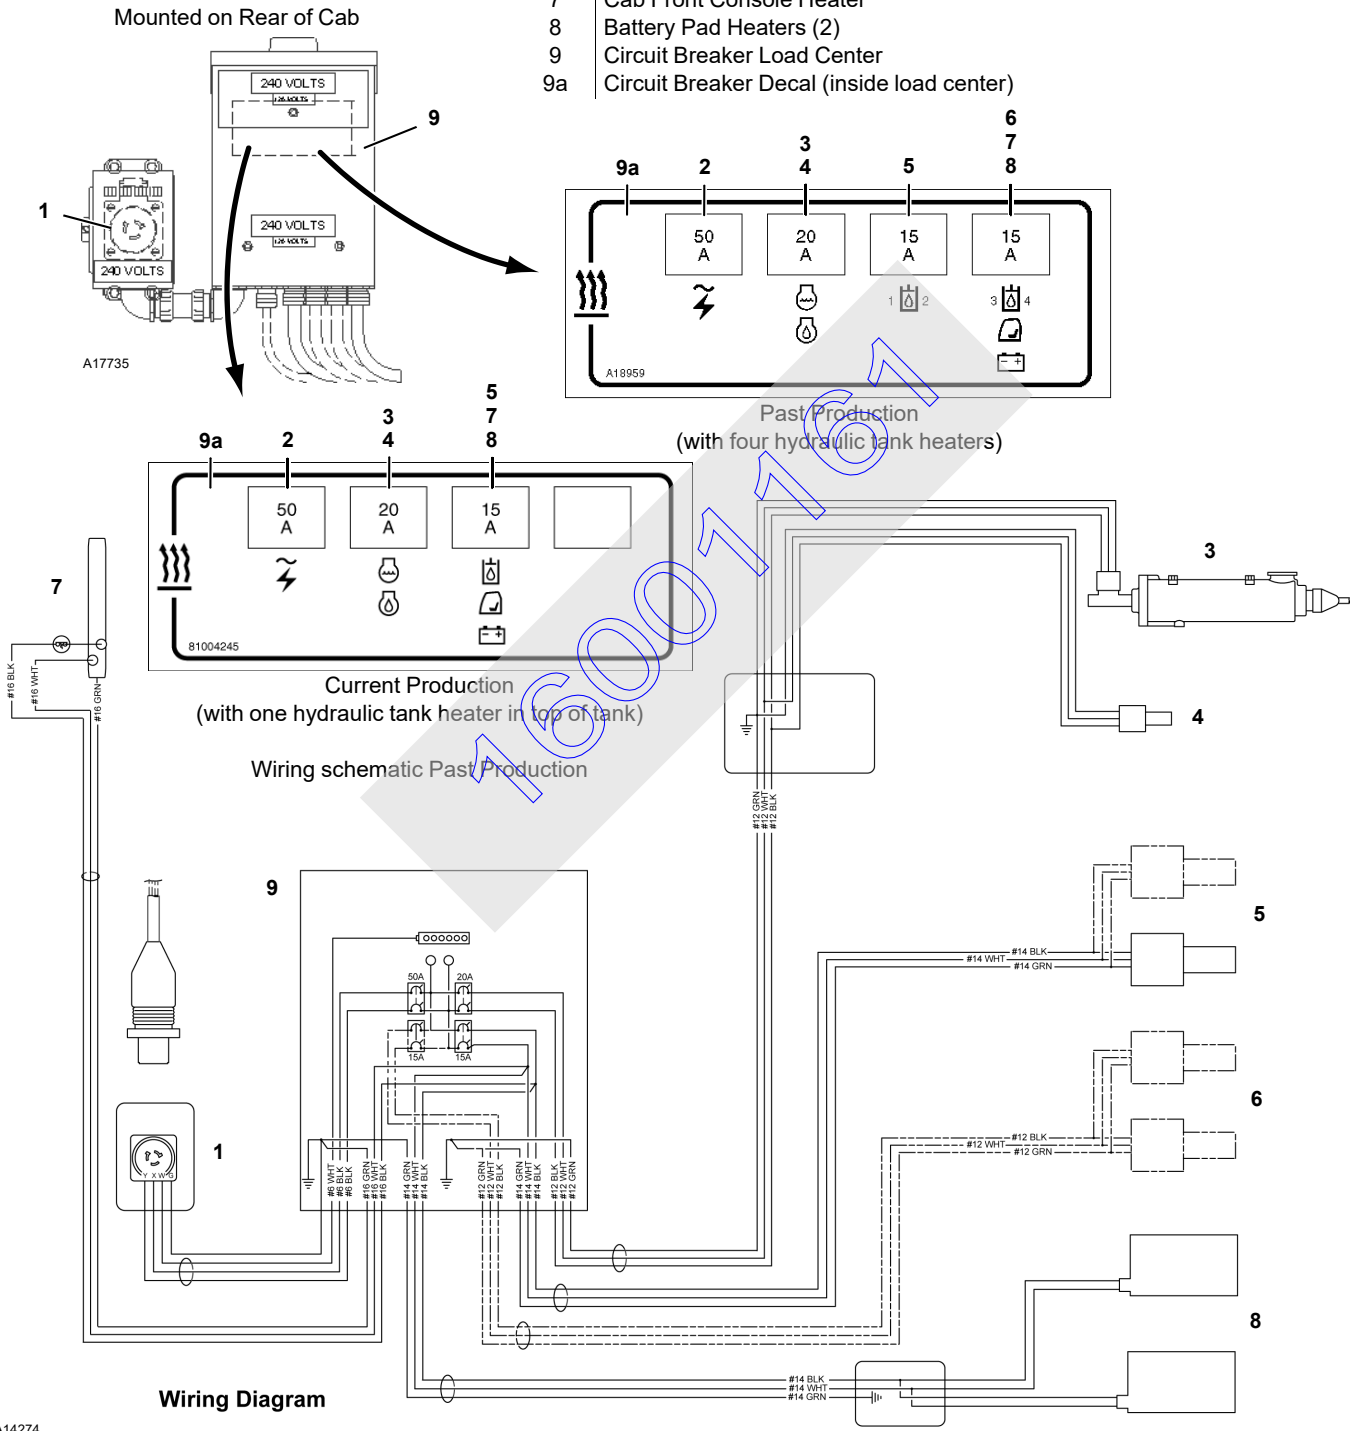 Mounted on Rear of Cab
7 Cab Front Console Heater
8 Battery Pad Heaters (2)
9 Circuit Breaker Load Center
9a Circuit Breaker Decal (inside load center)
240 VOLTS
9
1
240 VOLTS
240 VOLTS
A17735
9a
2
3
4
5
6
7
8
50
A
20
A
15
A
15
A
1 2
3 4
- +
A18959
Past Production
(with four hydraulic tank heaters)
9a
2
3
4
5
7
8
50
A
20
A
15
A
- +
81004245
Current Production
(with one hydraulic tank heater in top of tank)
Wiring schematic Past Production
16001161
7
#16 BLK
#16 WHT
#16 GRN
3
4
#12 GRN
#12 WHT
#12 BLK
9
50A
20A
15A
15A
#6 WHT
#6 BLK
#6 BLK
#16 GRN
#16 WHT
#16 BLK
#14 GRN
#14 WHT
#14 BLK
#12 GRN
#12 WHT
#12 BLK
#14 GRN
#14 WHT
#14 BLK
#12 BLK
#12 WHT
#12 GRN
1
Y X W G
#14 BLK
#14 WHT
#14 GRN
5
#12 BLK
#12 WHT
#12 GRN
6
8
#14 BLK
#14 WHT
#14 GRN
Wiring Diagram
A14274